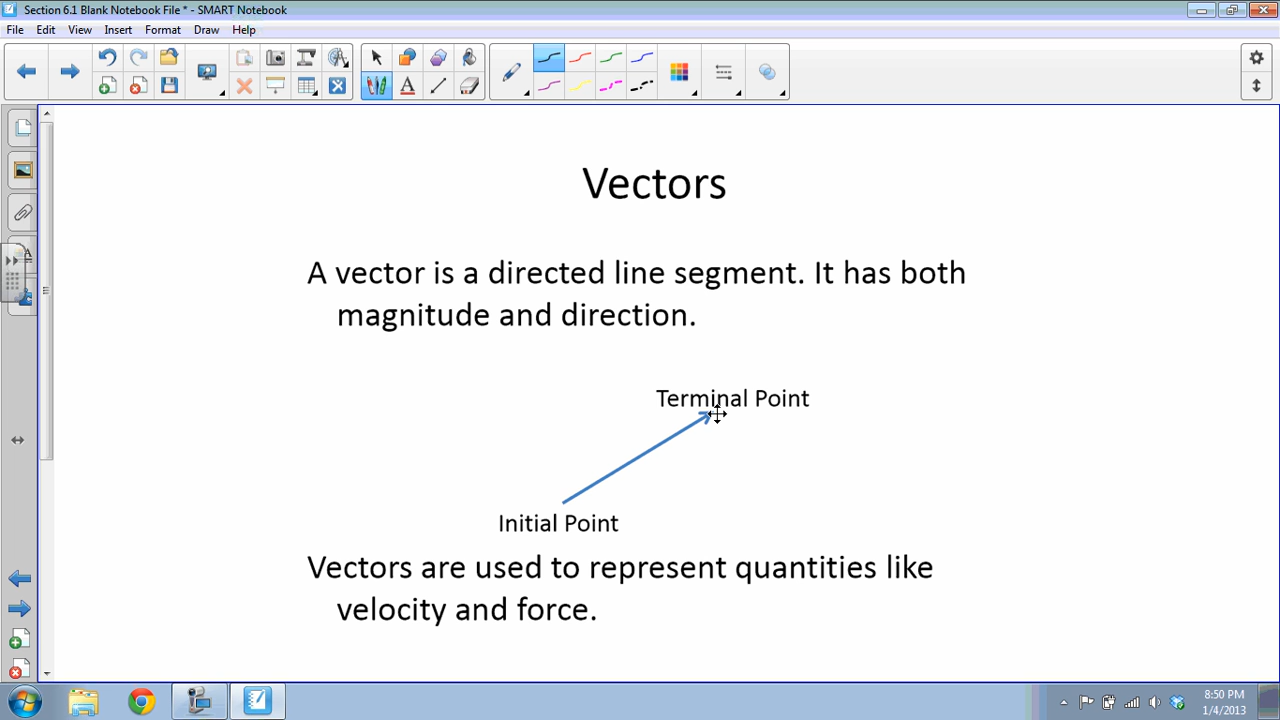 Section 6.1 Blank Notebook File * - SMART Notebook
File Edit View Insert Format Draw Help
Vectors
A vector is a directed line segment. It has both
magnitude and direction.
Terminal Point
Initial Point
Vectors are used to represent quantities like
velocity and force.
8:50 PM
1/4/2013